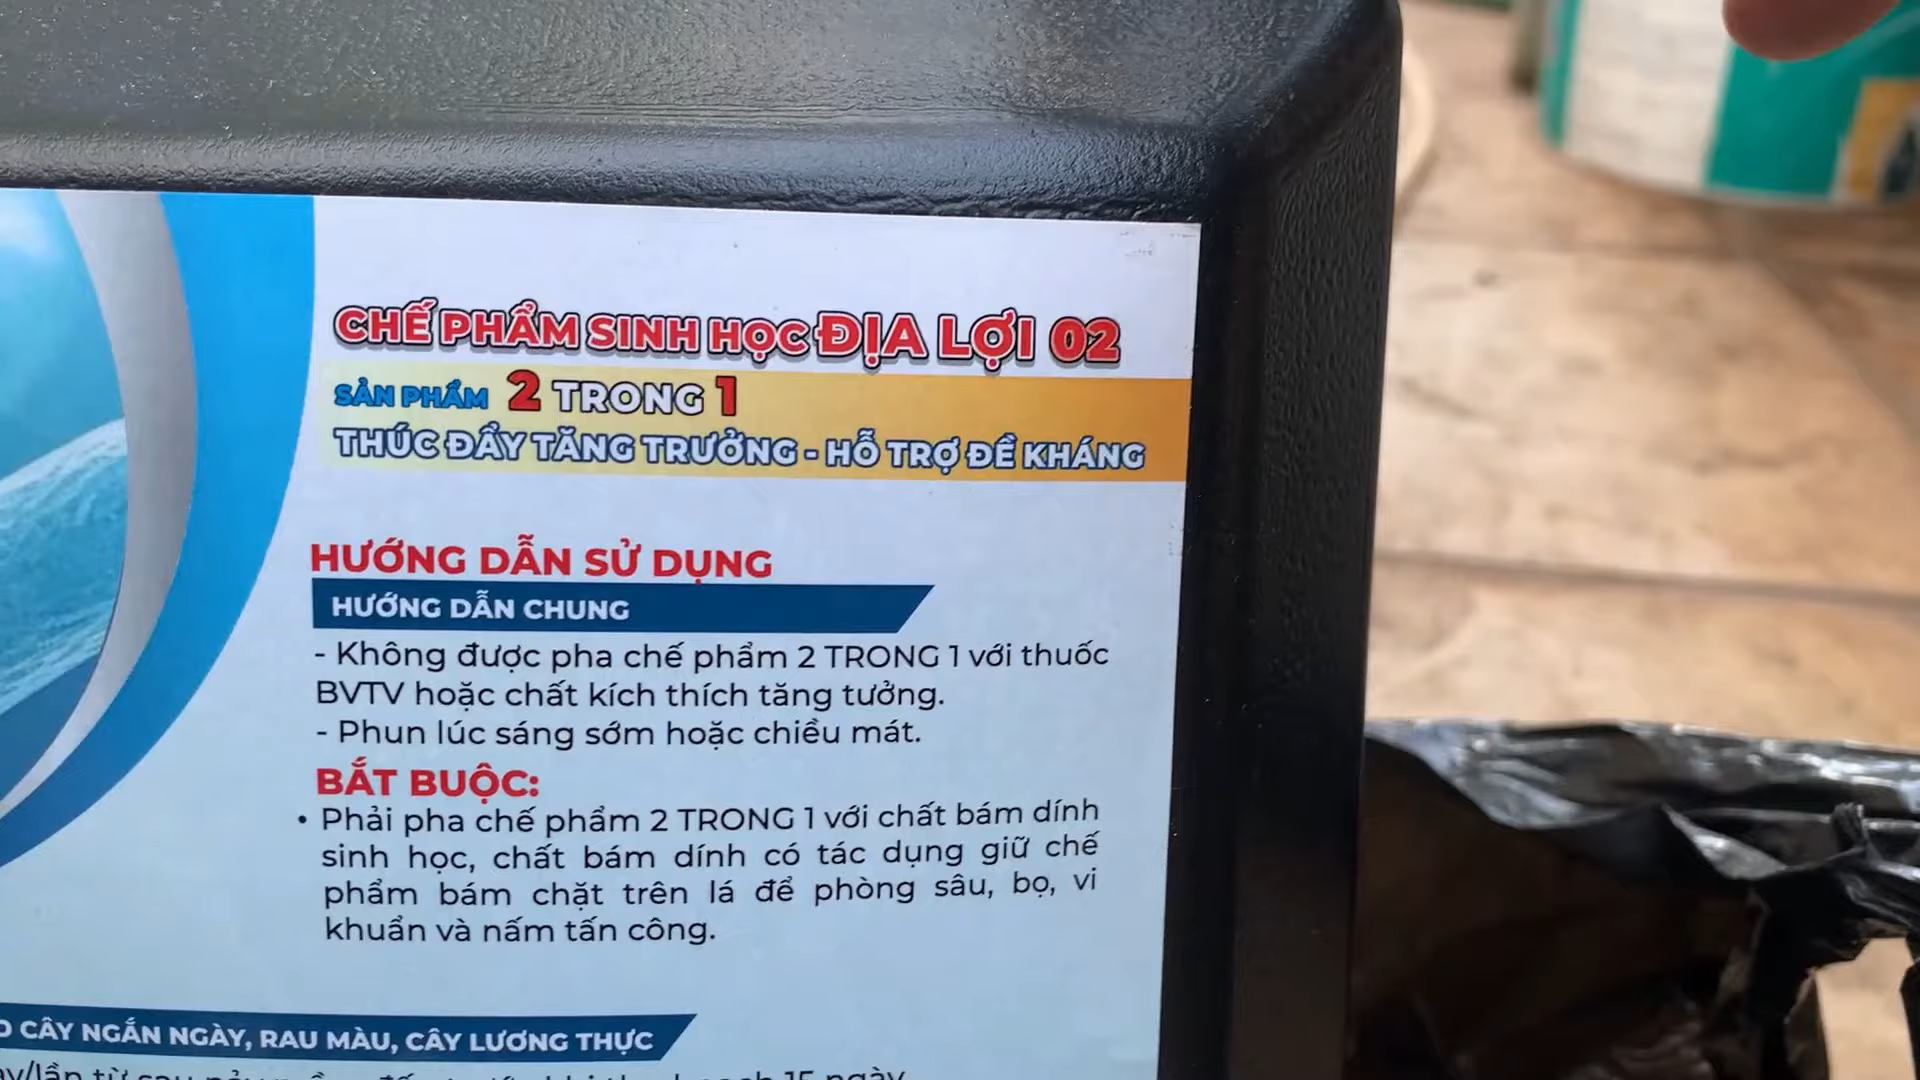 CHẾ PHẨM SINH HỌC ĐỊA LỢI 02
SẢN PHẨM 2 TRONG 1
THÚC ĐẨY TĂNG TRƯỞNG - HỖ TRỢ ĐỀ KHÁNG
HƯỚNG DẪN SỬ DỤNG
HƯỚNG DẪN CHUNG
- Không được pha chế phẩm 2 TRONG 1 với thuốc
BVTV hoặc chất kích thích tăng tưởng.
- Phun lúc sáng sớm hoặc chiều mát.
BẮT BUỘC:
• Phải pha chế phẩm 2 TRONG 1 với chất bám dính
sinh học, chất bám dính có tác dụng giữ chế
phẩm bám chặt trên lá để phòng sâu, bọ, vi
khuẩn và nấm tấn công.
CÂY NGẮN NGÀY, RAU MÀU, CÂY LƯƠNG THỰC
15 ngày